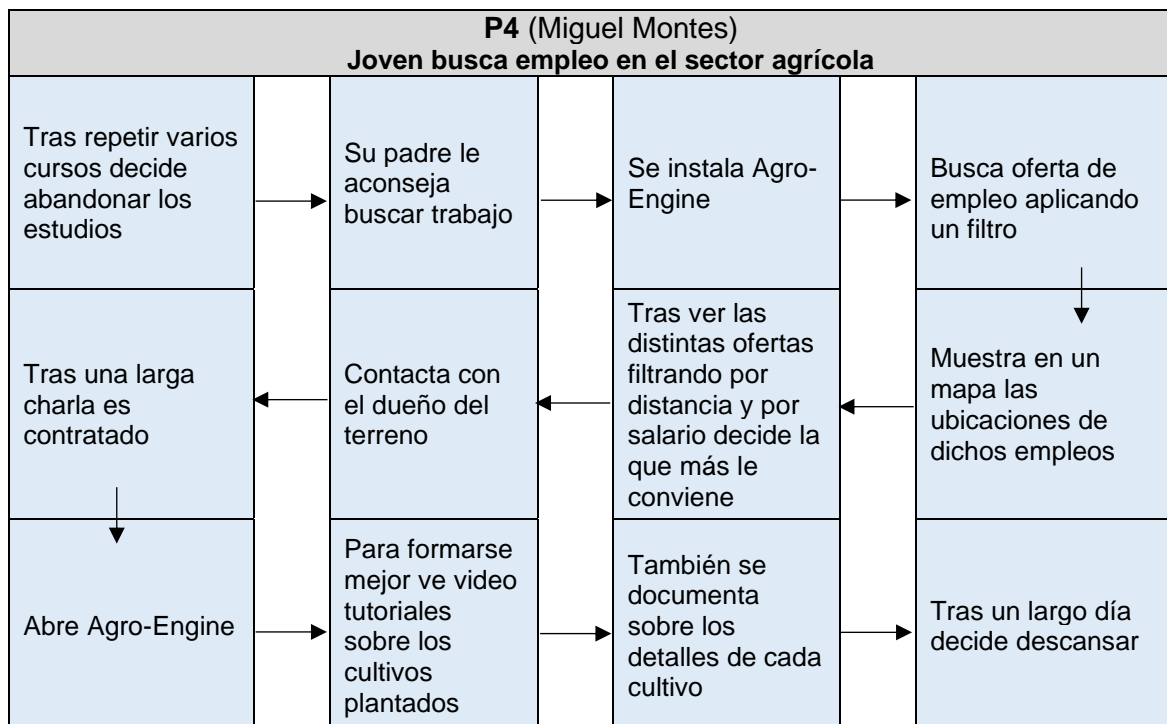 P4 (Miguel Montes)
Joven busca empleo en el sector agrícola
Tras repetir varios
cursos decide
abandonar los
estudios
Su padre le
aconseja
buscar trabajo
Se instala Agro-
Engine
Busca oferta de
empleo aplicando
un filtro
Muestra en un
mapa las
ubicaciones de
dichos empleos
Tras ver las
distintas ofertas
filtrando por
distancia y por
salario decide la
que más le
conviene
Contacta con
el dueño del
terreno
Tras una larga
charla es
contratado
Abre Agro-Engine
Para formarse
mejor ve video
tutoriales
sobre los
cultivos
plantados
También se
documenta
sobre los
detalles de cada
cultivo
Tras un largo día
decide descansar